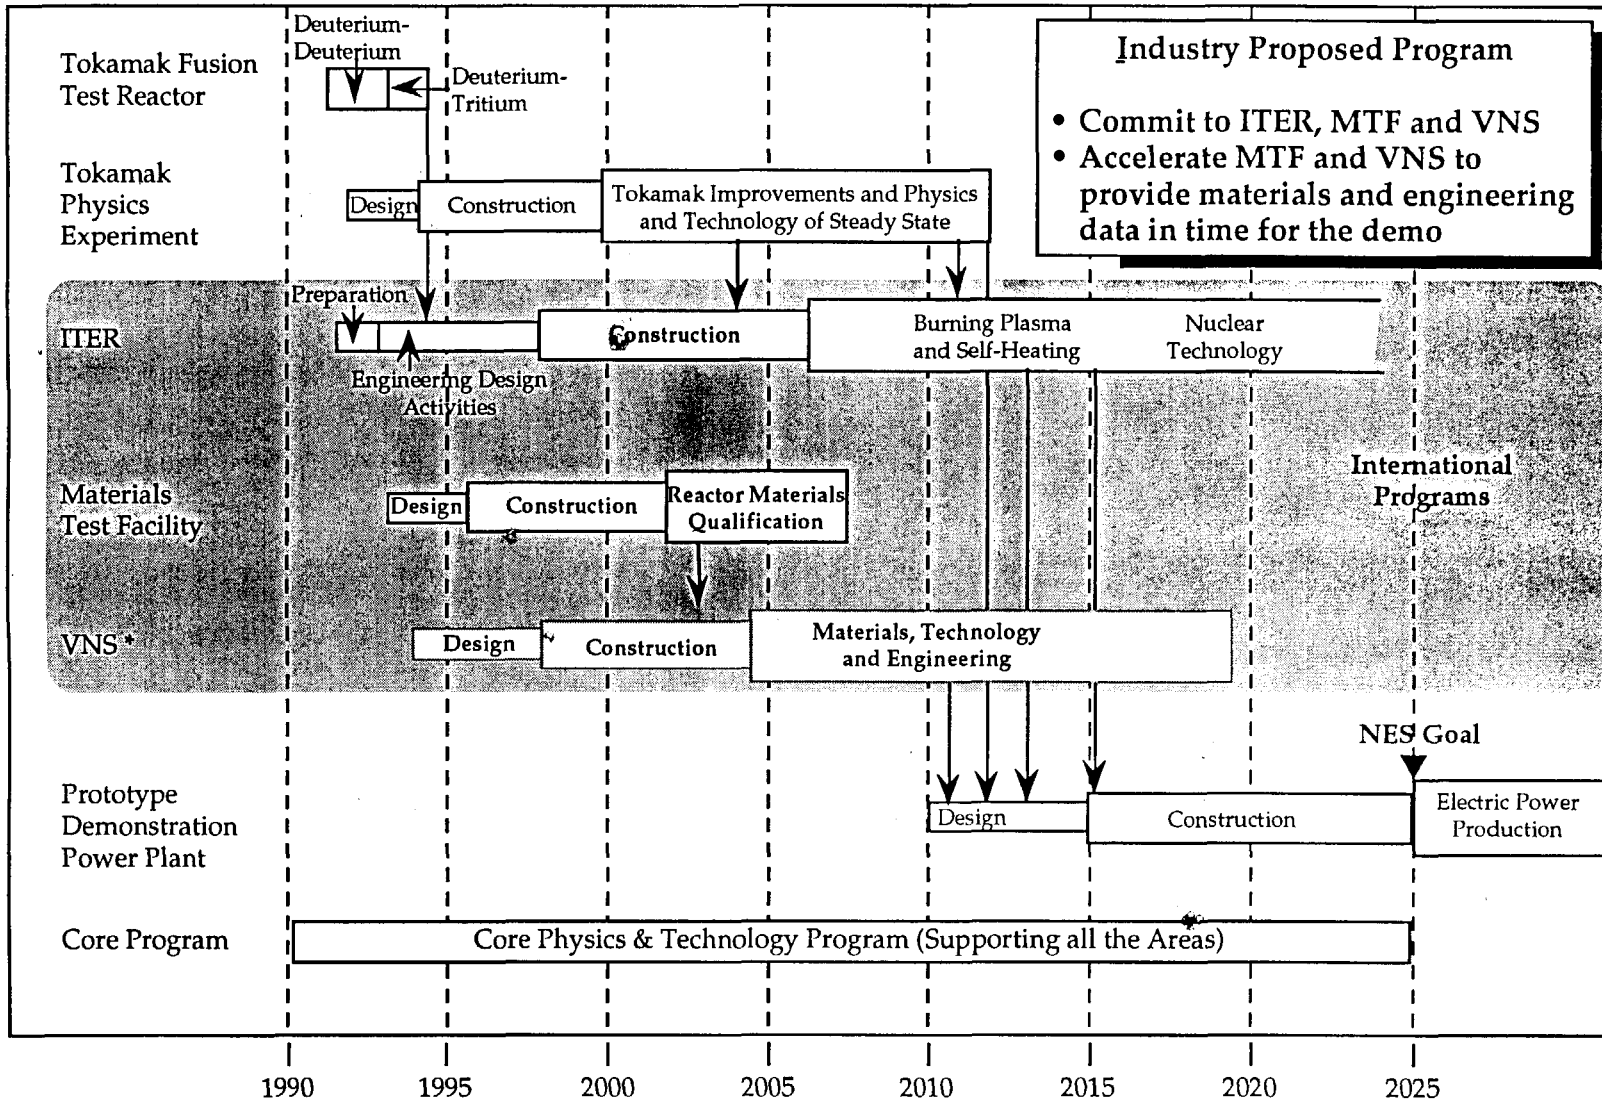 Deuterium-
Deuterium
Tokamak Fusion
Test Reactor
Deuterium-
Tritium
Industry Proposed Program
• Commit to ITER, MTF and VNS
• Accelerate MTF and VNS to
provide materials and engineering
data in time for the demo
Tokamak
Physics
Experiment
Design
Construction
Tokamak Improvements and Physics
and Technology of Steady State
Preparation
ITER
Construction
Burning Plasma
and Self-Heating
Nuclear
Technology
Engineering Design
Activities
International
Programs
Materials
Test Facility
Design
Construction
Reactor Materials
Qualification
VNS *
Design
Construction
Materials, Technology
and Engineering
NES Goal
Prototype
Demonstration
Power Plant
Design
Construction
Electric Power
Production
Core Program
Core Physics & Technology Program (Supporting all the Areas)
1990 1995 2000 2005 2010 2015 2020 2025